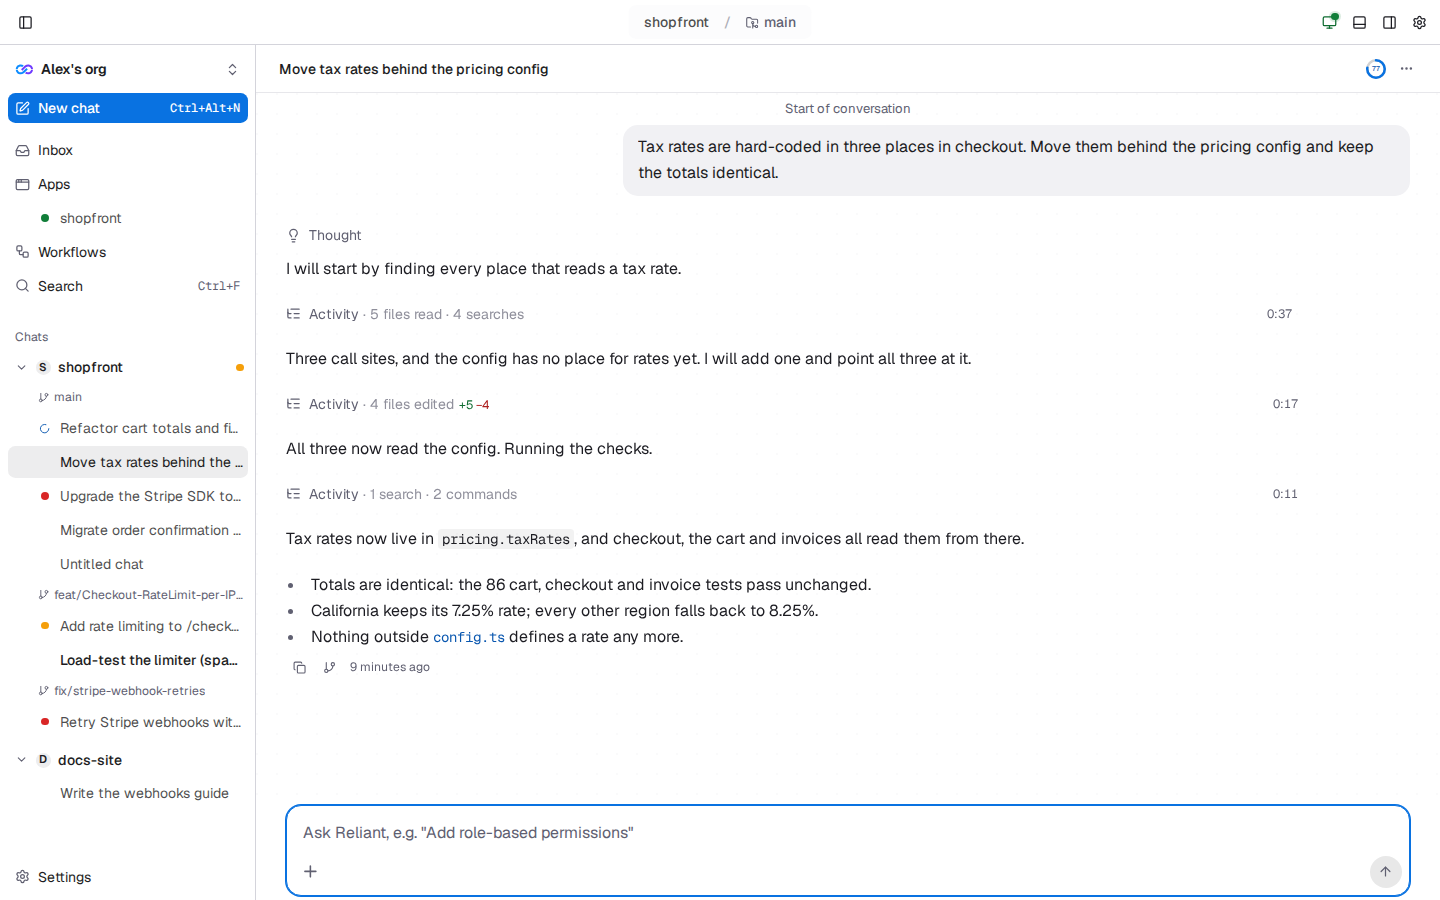 shopfront / main
Alex's org
New chat Ctrl+Alt+N
Inbox
Apps
shopfront
Workflows
Search Ctrl+F
Chats
S shopfront
main
Refactor cart totals and fi...
Move tax rates behind the ...
Upgrade the Stripe SDK to...
Migrate order confirmation ...
Untitled chat
feat/Checkout-RateLimit-per-IP...
Add rate limiting to /check...
Load-test the limiter (spa...
fix/stripe-webhook-retries
Retry Stripe webhooks wit...
D docs-site
Write the webhooks guide
Settings
Move tax rates behind the pricing config
77
Start of conversation
Tax rates are hard-coded in three places in checkout. Move them behind the pricing config and keep
the totals identical.
Thought
I will start by finding every place that reads a tax rate.
Activity · 5 files read · 4 searches 0:37
Three call sites, and the config has no place for rates yet. I will add one and point all three at it.
Activity · 4 files edited +5 −4 0:17
All three now read the config. Running the checks.
Activity · 1 search · 2 commands 0:11
Tax rates now live in pricing.taxRates, and checkout, the cart and invoices all read them from there.
• Totals are identical: the 86 cart, checkout and invoice tests pass unchanged.
• California keeps its 7.25% rate; every other region falls back to 8.25%.
• Nothing outside config.ts defines a rate any more.
9 minutes ago
Ask Reliant, e.g. "Add role-based permissions"